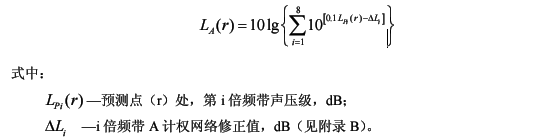 L_A(r) = 10 lg{∑_{i=1}^{8} 10^{[0.1L_{Pi}(r)-ΔL_i]}}
式中:
L_{Pi}(r)—预测点（r）处，第 i 倍频带声压级，dB；
ΔL_i —i 倍频带 A 计权网络修正值，dB（见附录 B）。